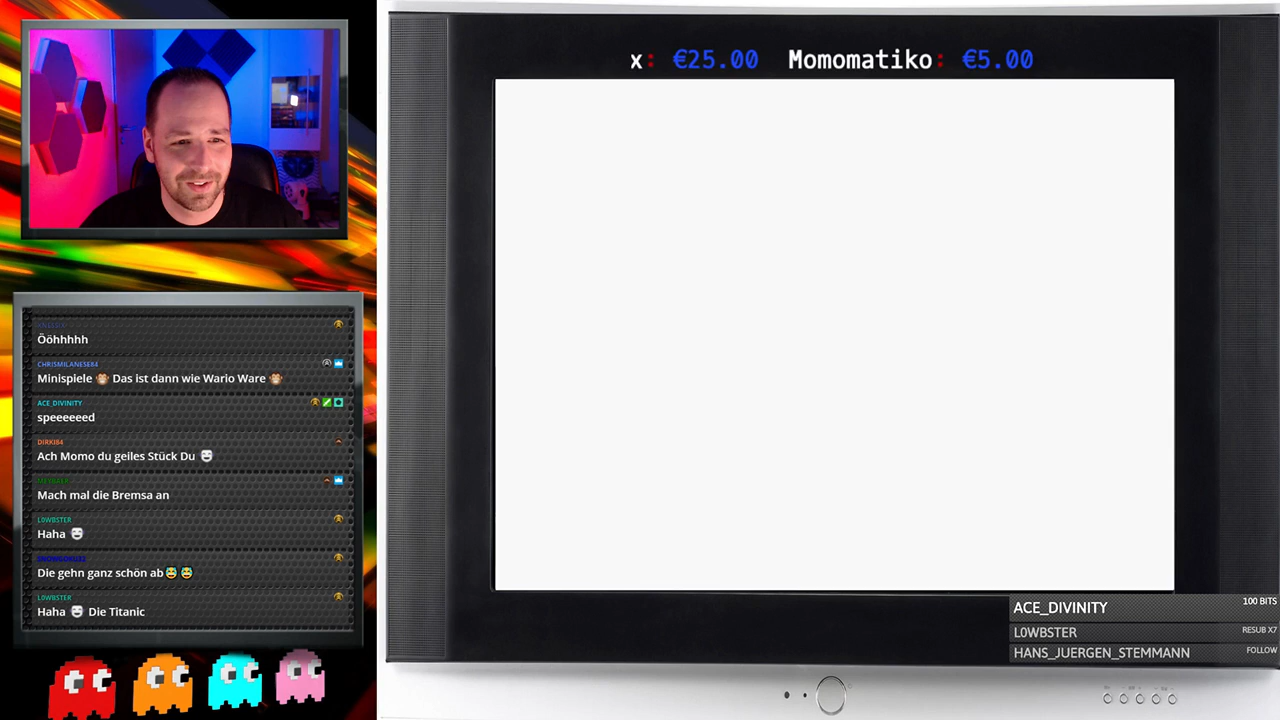 x: €25.00 Momomatiko: €5.00
Ööhhhhh
CHRISMILANESE84
Minispiele Das ist dann wie Wario Ware
ACE_DIVINITY
speeeeeed
DIRKI84
Ach Momo du geiles Stück Du
Mach mal die Bremsa an
L0WBSTER
Haha
Die gehn ganz schön ab
L0WBSTER
Haha Die Titanic
ACE_DIVINITY 100 BITS
L0WBSTER RESUB X7
HANS_JUERGEN_STEMMANN FOLLOW